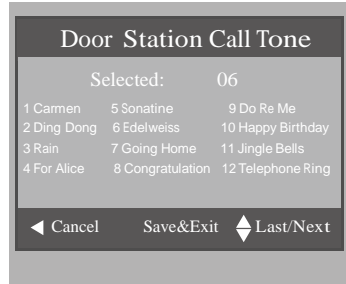 Door Station Call Tone
Selected: 06
1 Carmen 5 Sonatine 9 Do Re Me
2 Ding Dong 6 Edelweiss 10 Happy Birthday
3 Rain 7 Going Home 11 Jingle Bells
4 For Alice 8 Congratulation 12 Telephone Ring
Cancel Save&Exit Last/Next